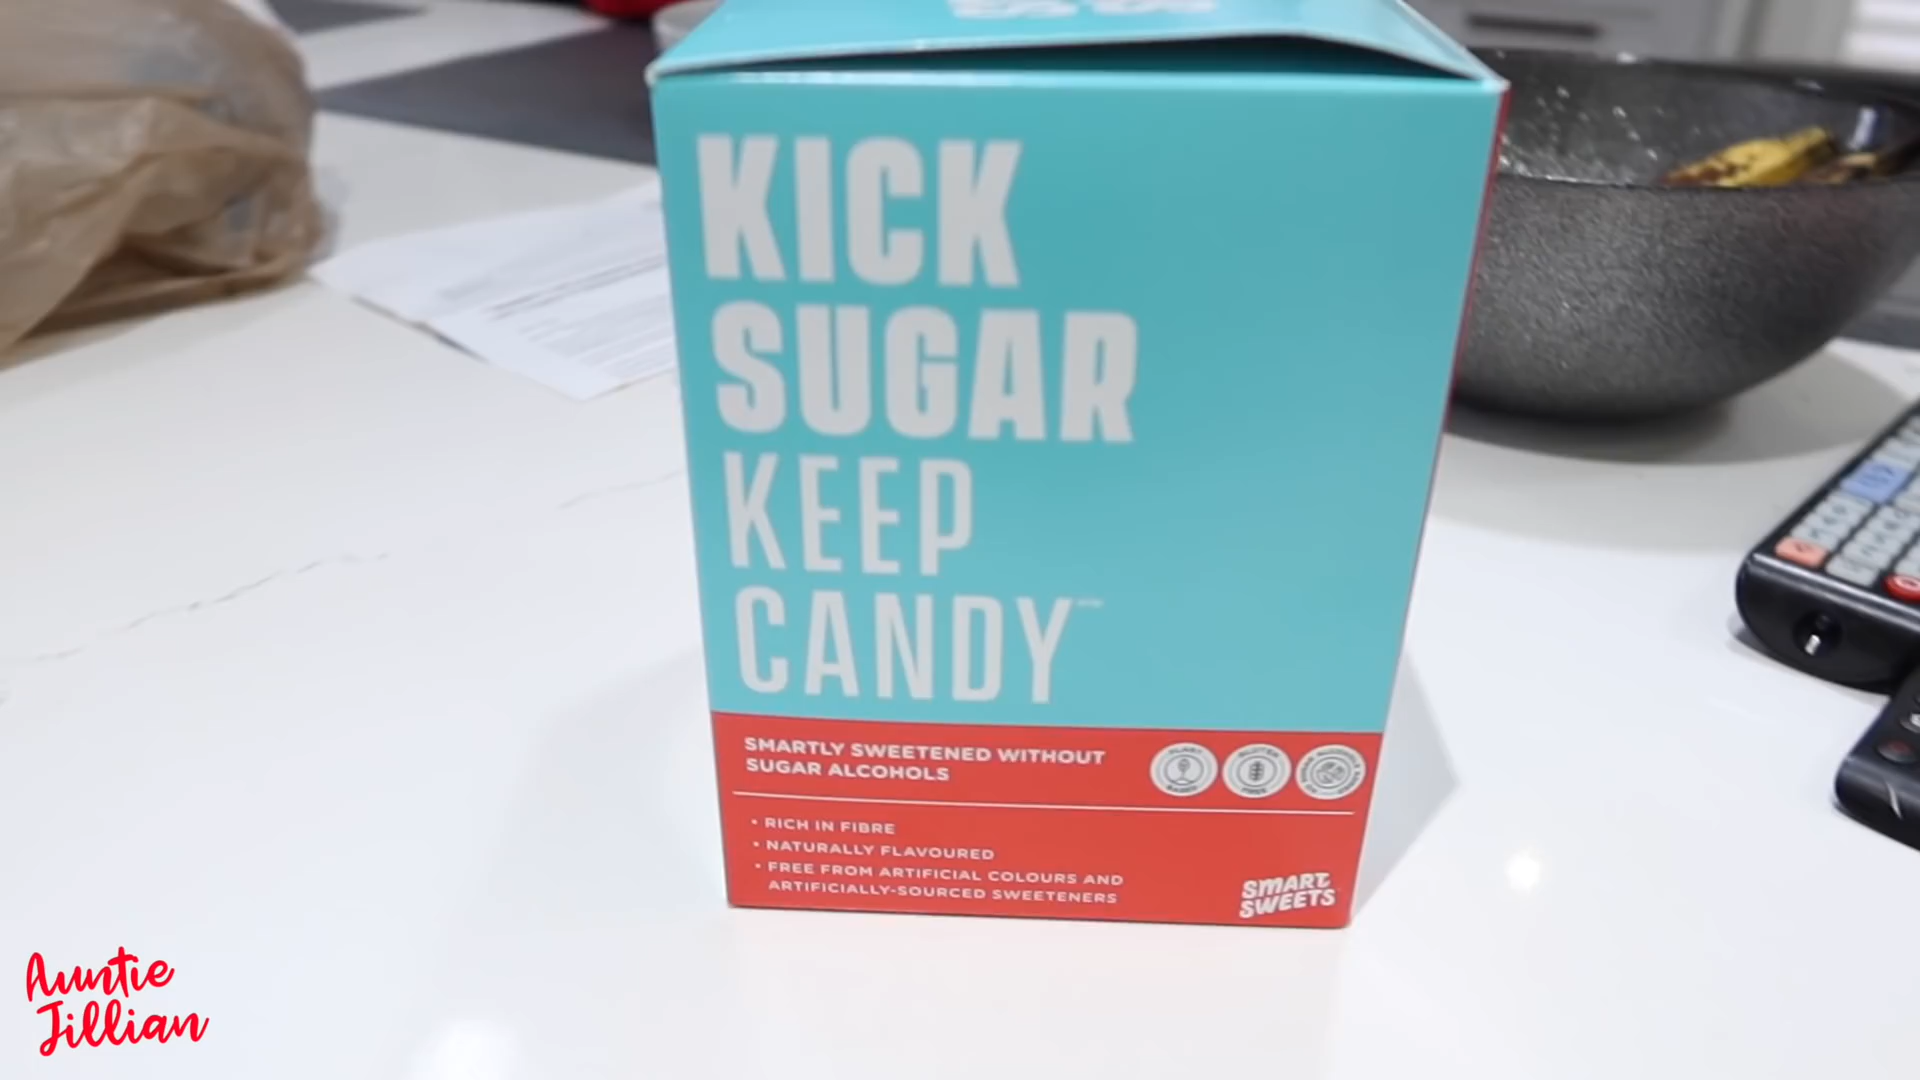 KICK
SUGAR
KEEP
CANDY
SMARTLY SWEETENED WITHOUT
SUGAR ALCOHOLS
• RICH IN FIBRE
• NATURALLY FLAVOURED
• FREE FROM ARTIFICIAL COLOURS AND
ARTIFICIALLY-SOURCED SWEETENERS
SMART
SWEETS
Auntie
Jillian